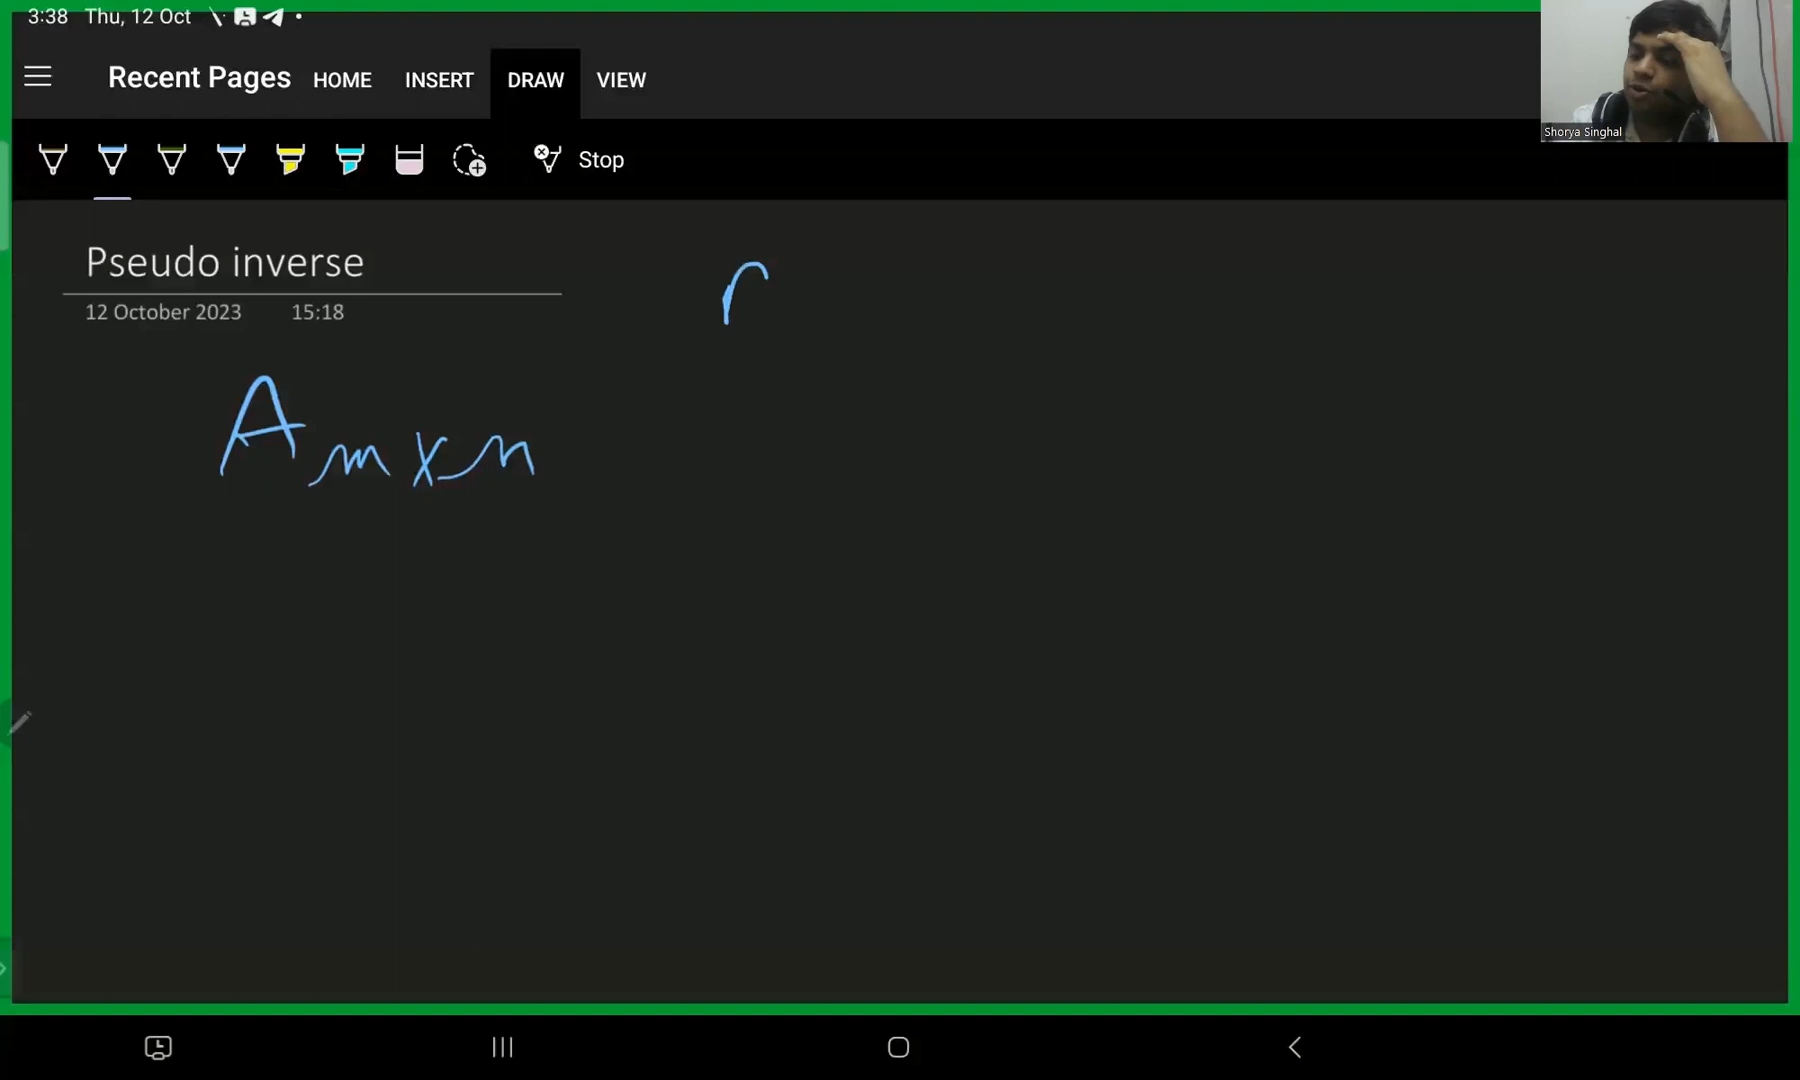 3:38 Thu, 12 Oct
Recent Pages HOME INSERT DRAW VIEW
Shorya Singhal
Stop
Pseudo inverse
12 October 2023 15:18
r
A m x n